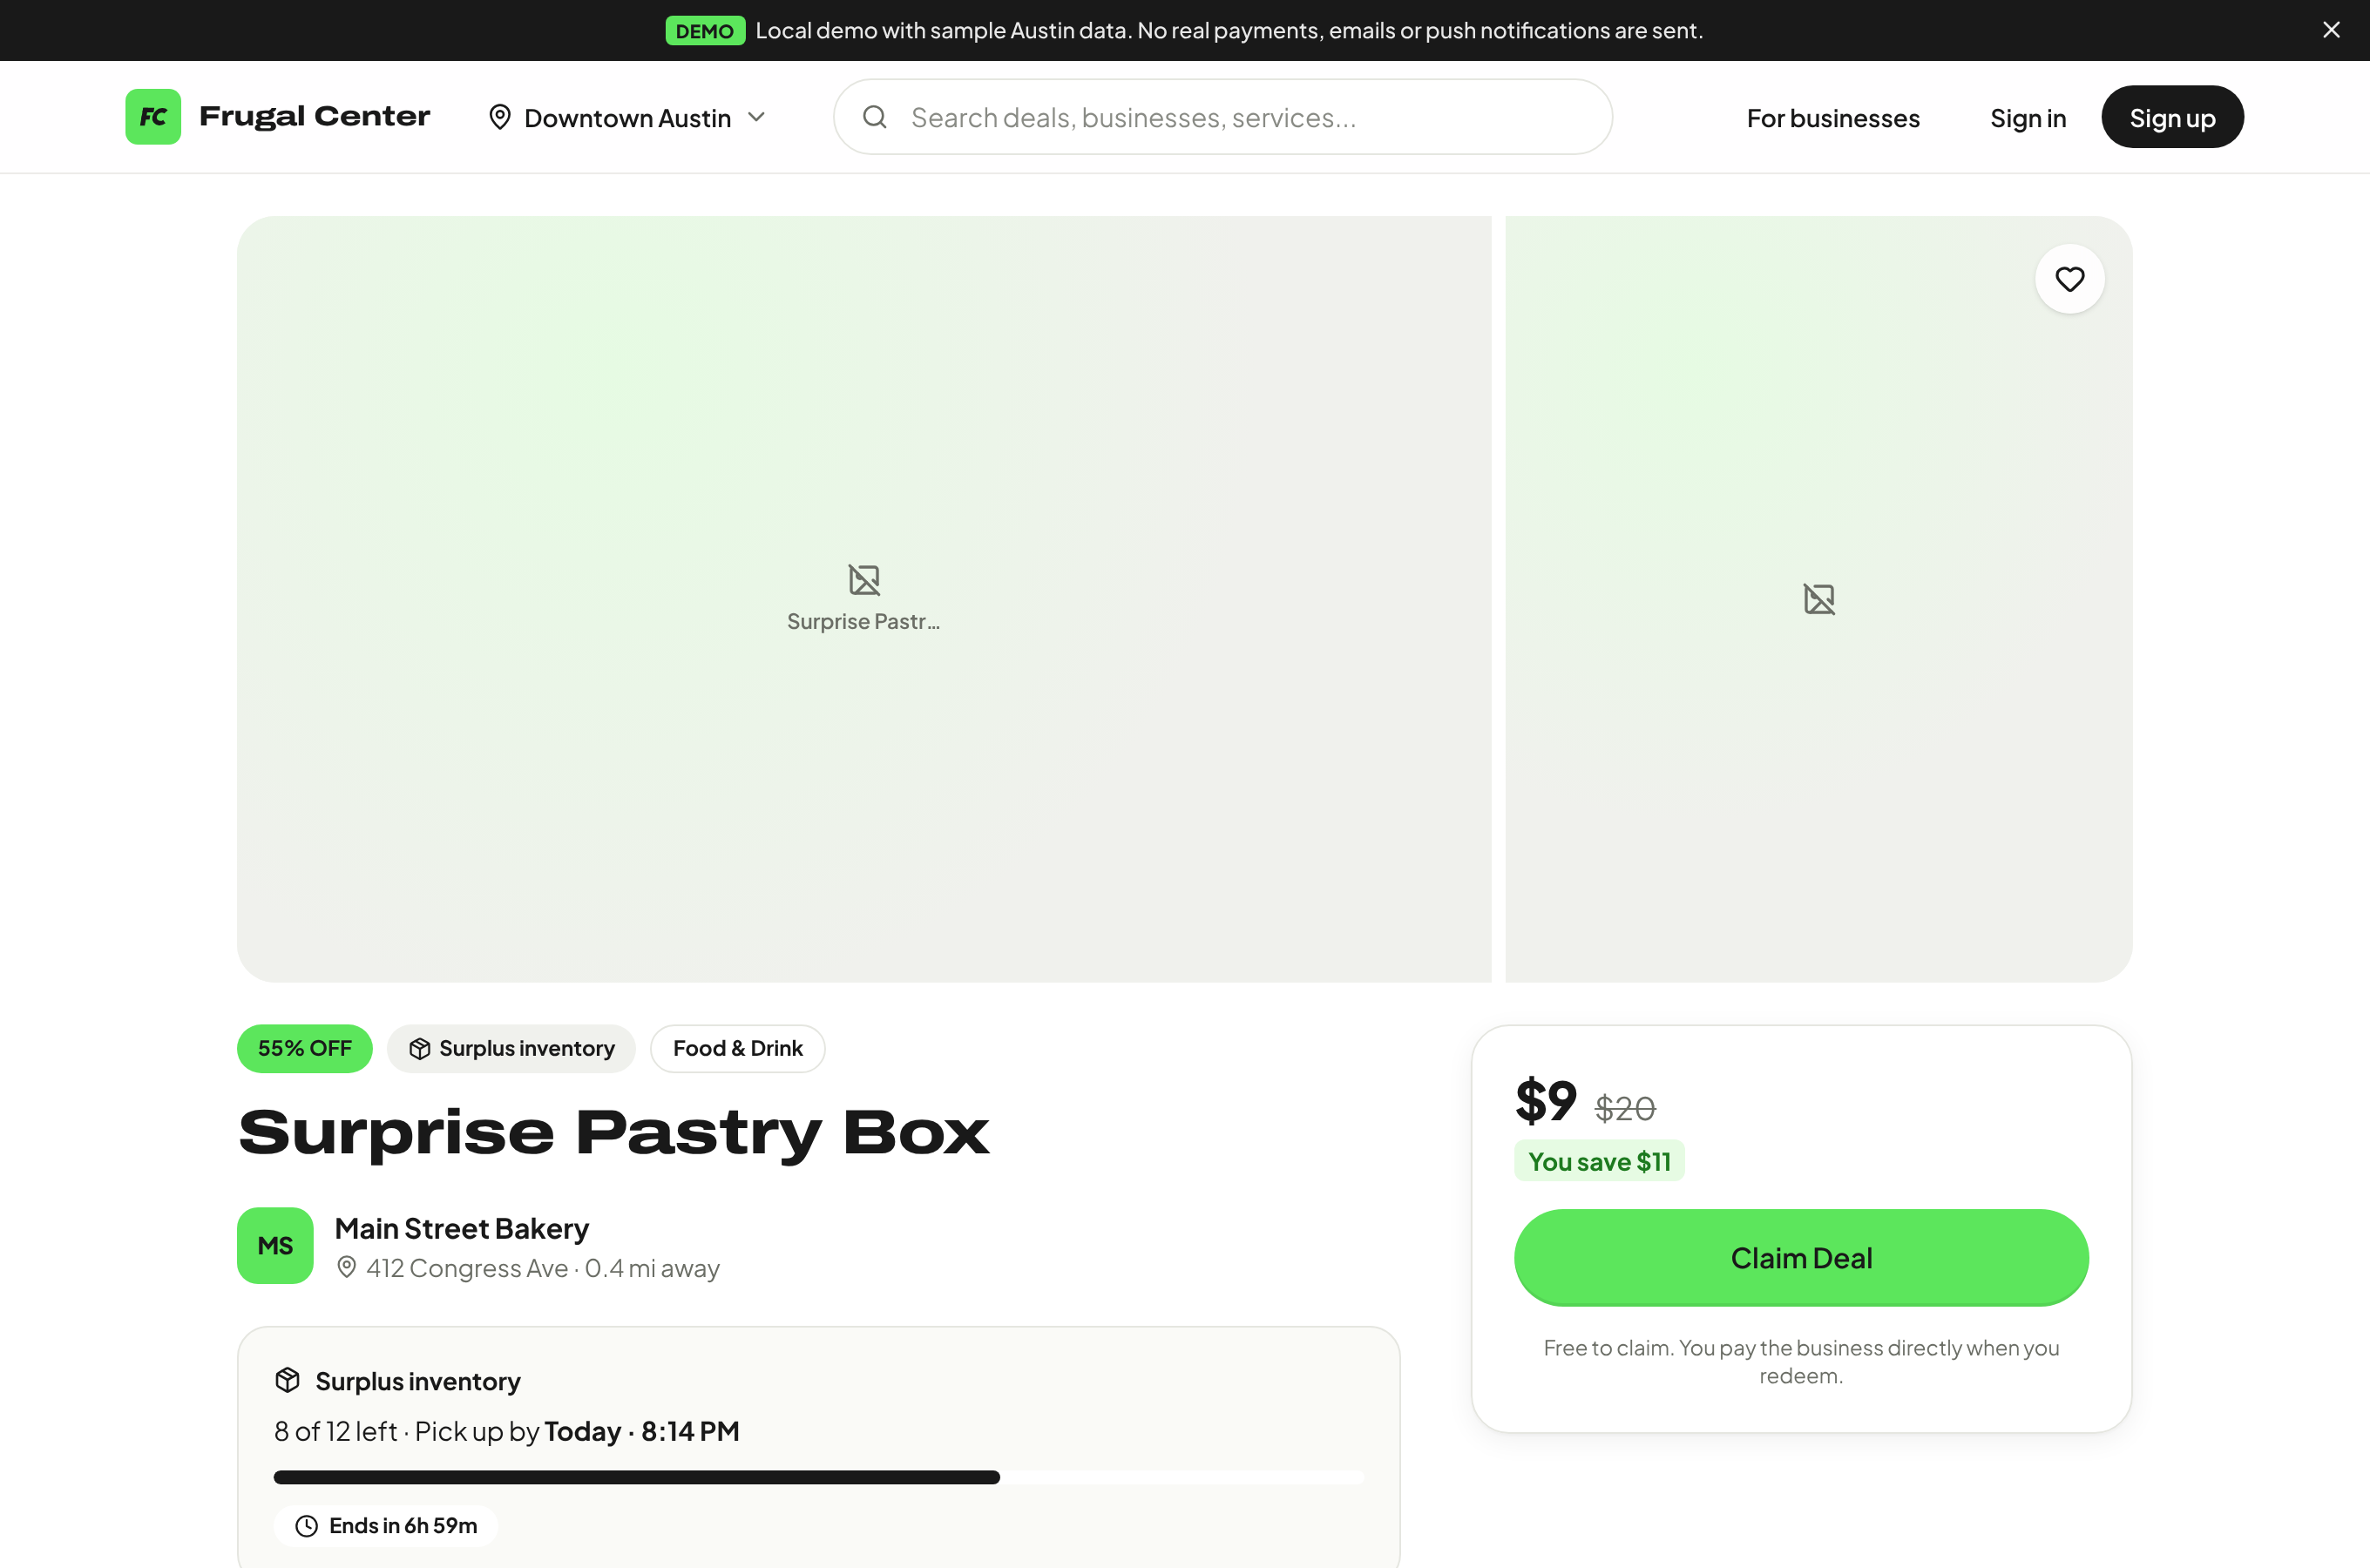 DEMO Local demo with sample Austin data. No real payments, emails or push notifications are sent.
FC Frugal Center
Downtown Austin
Search deals, businesses, services...
For businesses
Sign in
Sign up
Surprise Pastr...
55% OFF
Surplus inventory
Food & Drink
Surprise Pastry Box
MS
Main Street Bakery
412 Congress Ave · 0.4 mi away
Surplus inventory
8 of 12 left · Pick up by Today · 8:14 PM
Ends in 6h 59m
$9 $20
You save $11
Claim Deal
Free to claim. You pay the business directly when you
redeem.